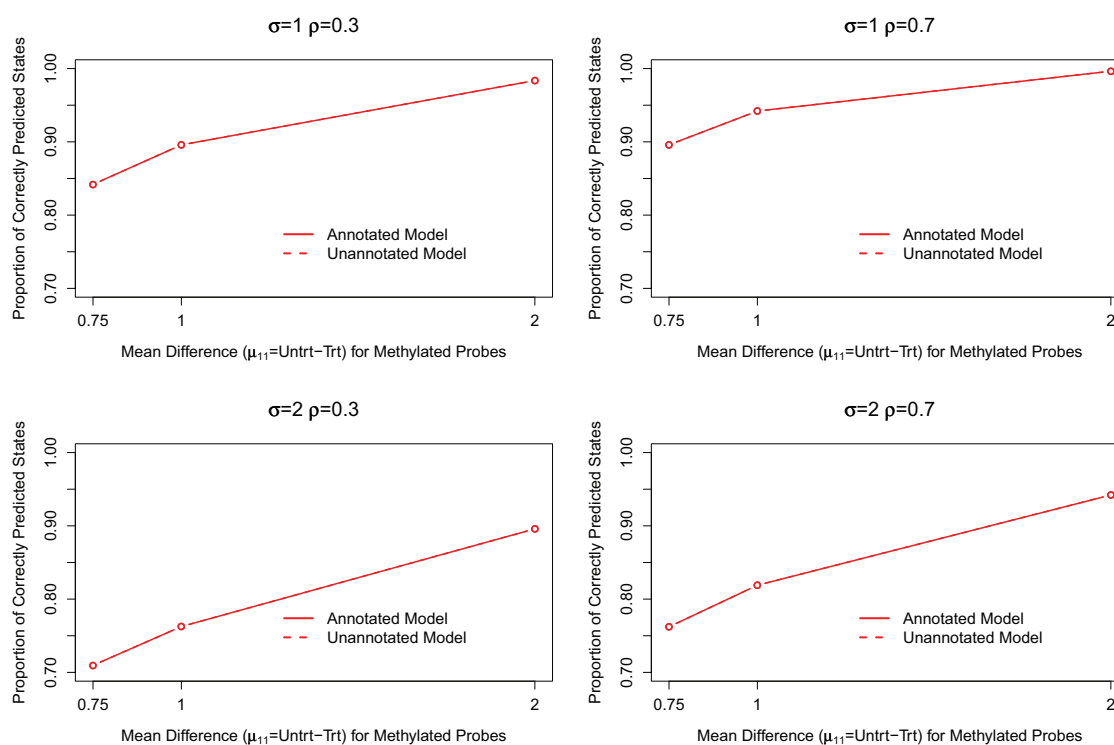 σ=1 ρ=0.3
Proportion of Correctly Predicted States
1.00
0.90
0.80
0.70
Annotated Model
Unannotated Model
0.75 1 2
Mean Difference (μ₁₁=Untrt−Trt) for Methylated Probes
σ=1 ρ=0.7
Proportion of Correctly Predicted States
1.00
0.90
0.80
0.70
Annotated Model
Unannotated Model
0.75 1 2
Mean Difference (μ₁₁=Untrt−Trt) for Methylated Probes
σ=2 ρ=0.3
Proportion of Correctly Predicted States
1.00
0.90
0.80
0.70
Annotated Model
Unannotated Model
0.75 1 2
Mean Difference (μ₁₁=Untrt−Trt) for Methylated Probes
σ=2 ρ=0.7
Proportion of Correctly Predicted States
1.00
0.90
0.80
0.70
Annotated Model
Unannotated Model
0.75 1 2
Mean Difference (μ₁₁=Untrt−Trt) for Methylated Probes